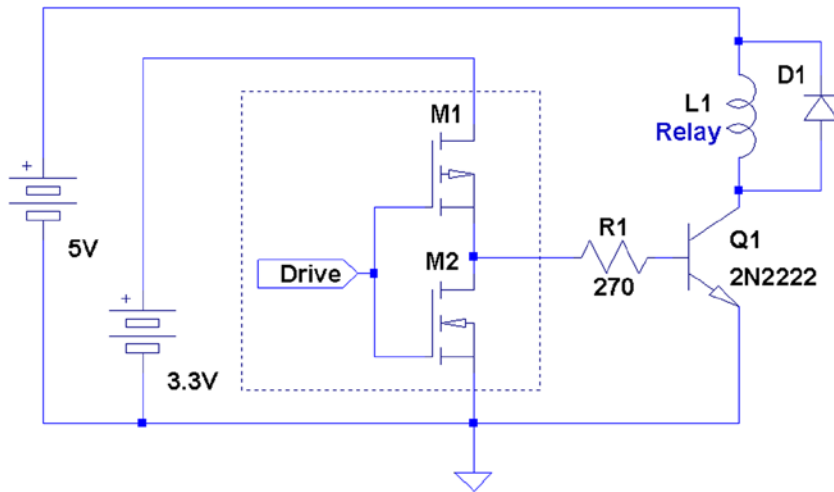 M1
D1
L1
Relay
+
5V
R1
Q1
M2
Drive
270
2N2222
+
3.3V